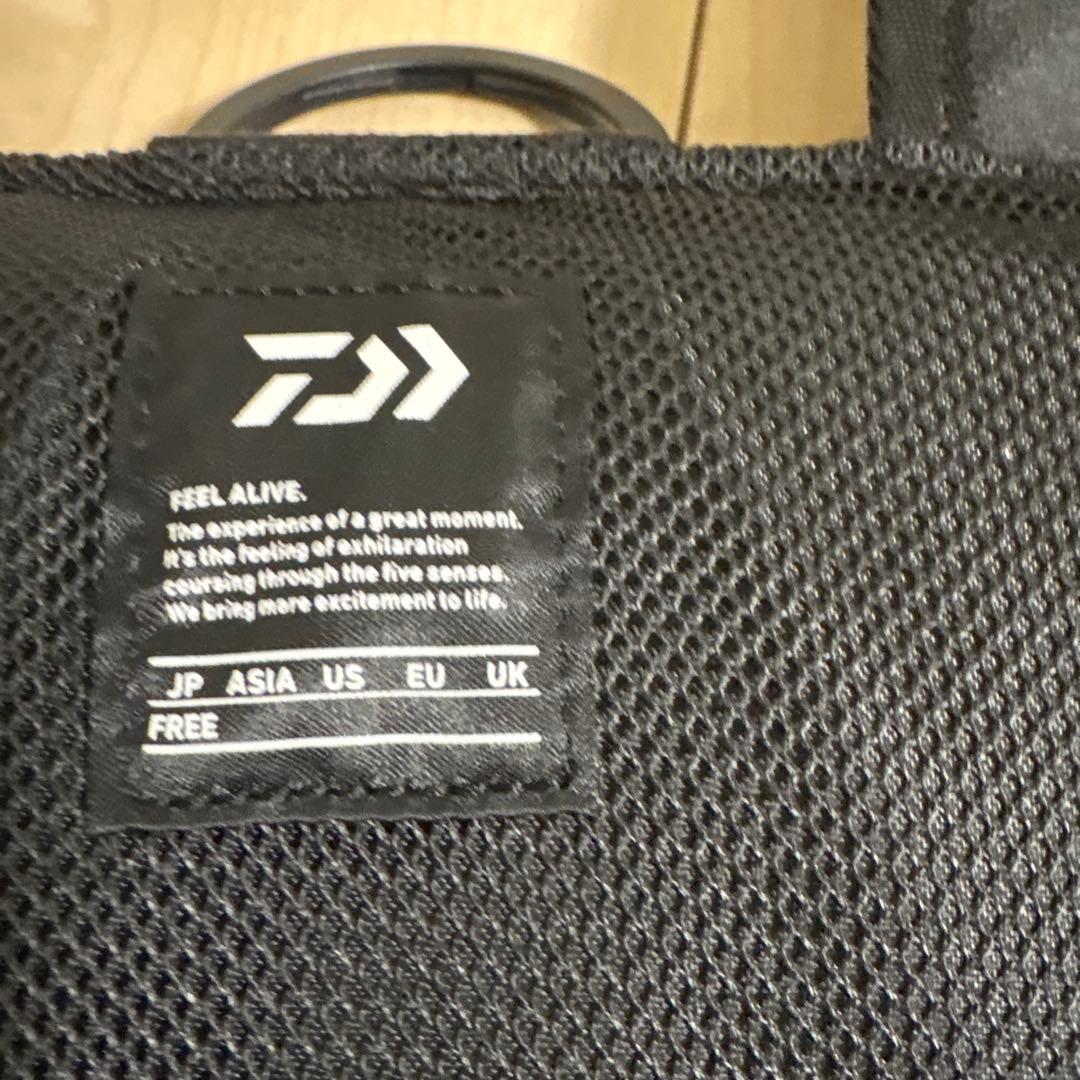 FEEL ALIVE.
The experience of a great moment.
It's the feeling of exhilaration
coursing through the five senses.
We bring more excitement to life.
JP ASIA US EU UK
FREE